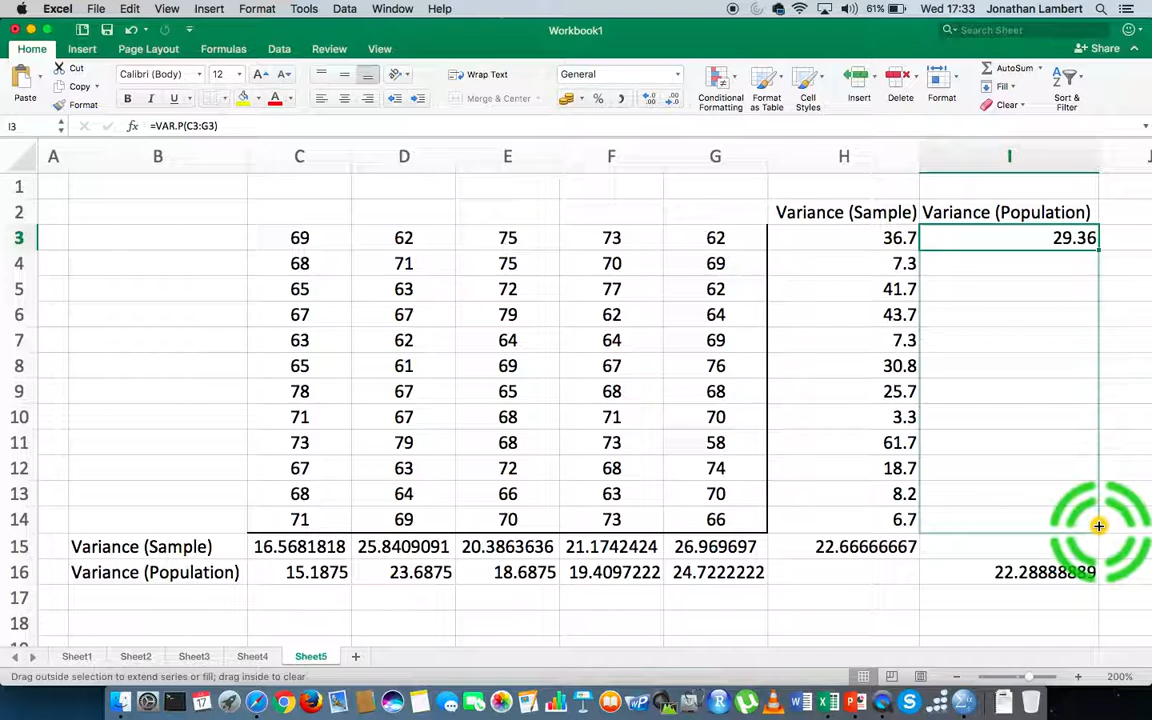 Excel File Edit View Insert Format Tools Data Window Help 61% Wed 17:33 Jonathan Lambert
Workbook1 Search Sheet
Home Insert Page Layout Formulas Data Review View Share
Paste Cut Copy Format Calibri (Body) 12 A A Wrap Text General Conditional Formatting Format as Table Cell Styles Insert Delete Format AutoSum Fill Clear Sort & Filter
B I U A Merge & Center %
I3 fx =VAR.P(C3:G3)
A B C D E F G H I J
1
2 Variance (Sample) Variance (Population)
3 69 62 75 73 62 36.7 29.36
4 68 71 75 70 69 7.3
5 65 63 72 77 62 41.7
6 67 67 79 62 64 43.7
7 63 62 64 64 69 7.3
8 65 61 69 67 76 30.8
9 78 67 65 68 68 25.7
10 71 67 68 71 70 3.3
11 73 79 68 73 58 61.7
12 67 63 72 68 74 18.7
13 68 64 66 63 70 8.2
14 71 69 70 73 66 6.7
15 Variance (Sample) 16.5681818 25.8409091 20.3863636 21.1742424 26.969697 22.66666667
16 Variance (Population) 15.1875 23.6875 18.6875 19.4097222 24.7222222 22.28888889
17
18
Sheet1 Sheet2 Sheet3 Sheet4 Sheet5
Drag outside selection to extend series or fill; drag inside to clear 200%